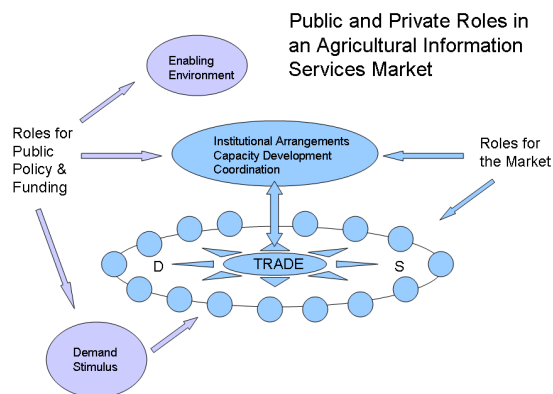 Public and Private Roles in
an Agricultural Information
Services Market
Enabling
Environment
Roles for
Public
Policy &
Funding
Institutional Arrangements
Capacity Development
Coordination
Roles for
the Market
D
TRADE
S
Demand
Stimulus